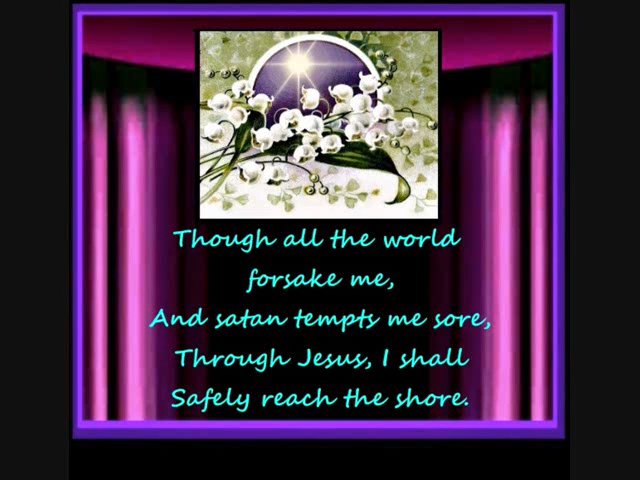 Though all the world
forsake me,
And satan tempts me sore,
Through Jesus, I shall
Safely reach the shore.